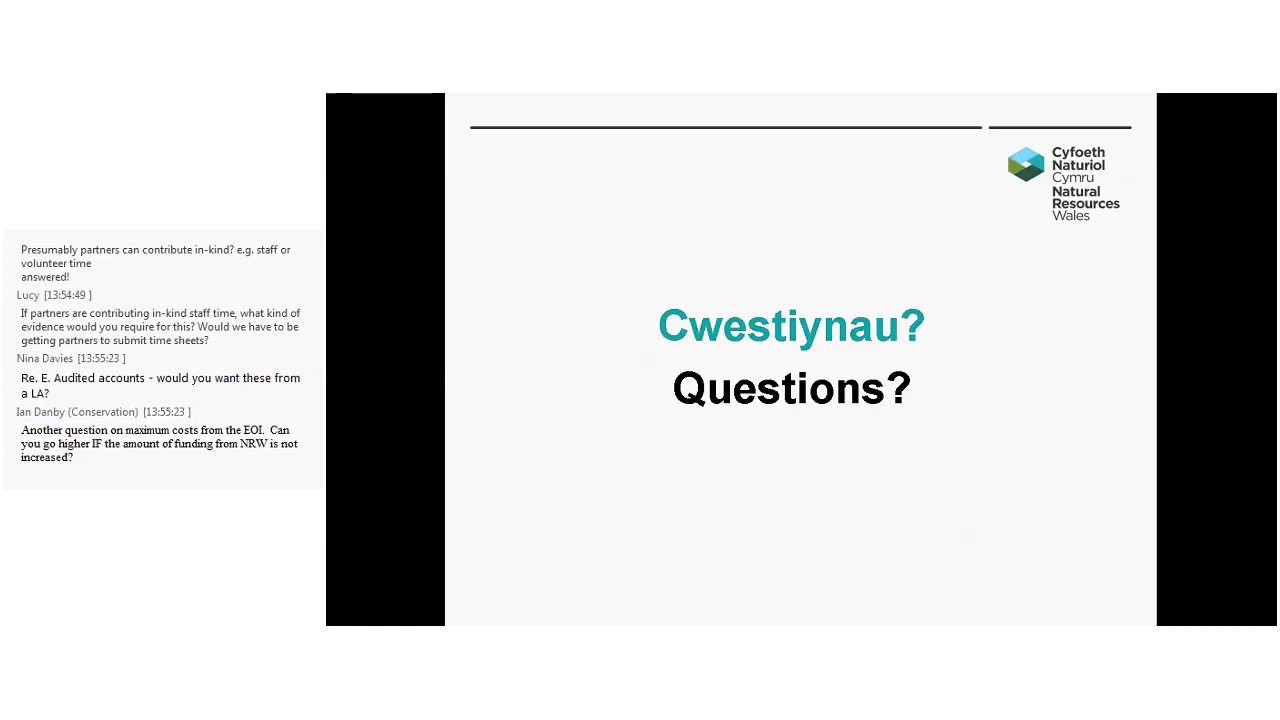 Presumably partners can contribute in-kind? e.g. staff or
volunteer time
answered!
Lucy [13:54:49 ]
If partners are contributing in-kind staff time, what kind of
evidence would you require for this? Would we have to be
getting partners to submit time sheets?
Nina Davies [13:55:23 ]
Re. E. Audited accounts - would you want these from
a LA?
Ian Danby (Conservation) [13:55:23 ]
Another question on maximum costs from the EOI. Can
you go higher IF the amount of funding from NRW is not
increased?
Cyfoeth
Naturiol
Cymru
Natural
Resources
Wales
Cwestiynau?
Questions?